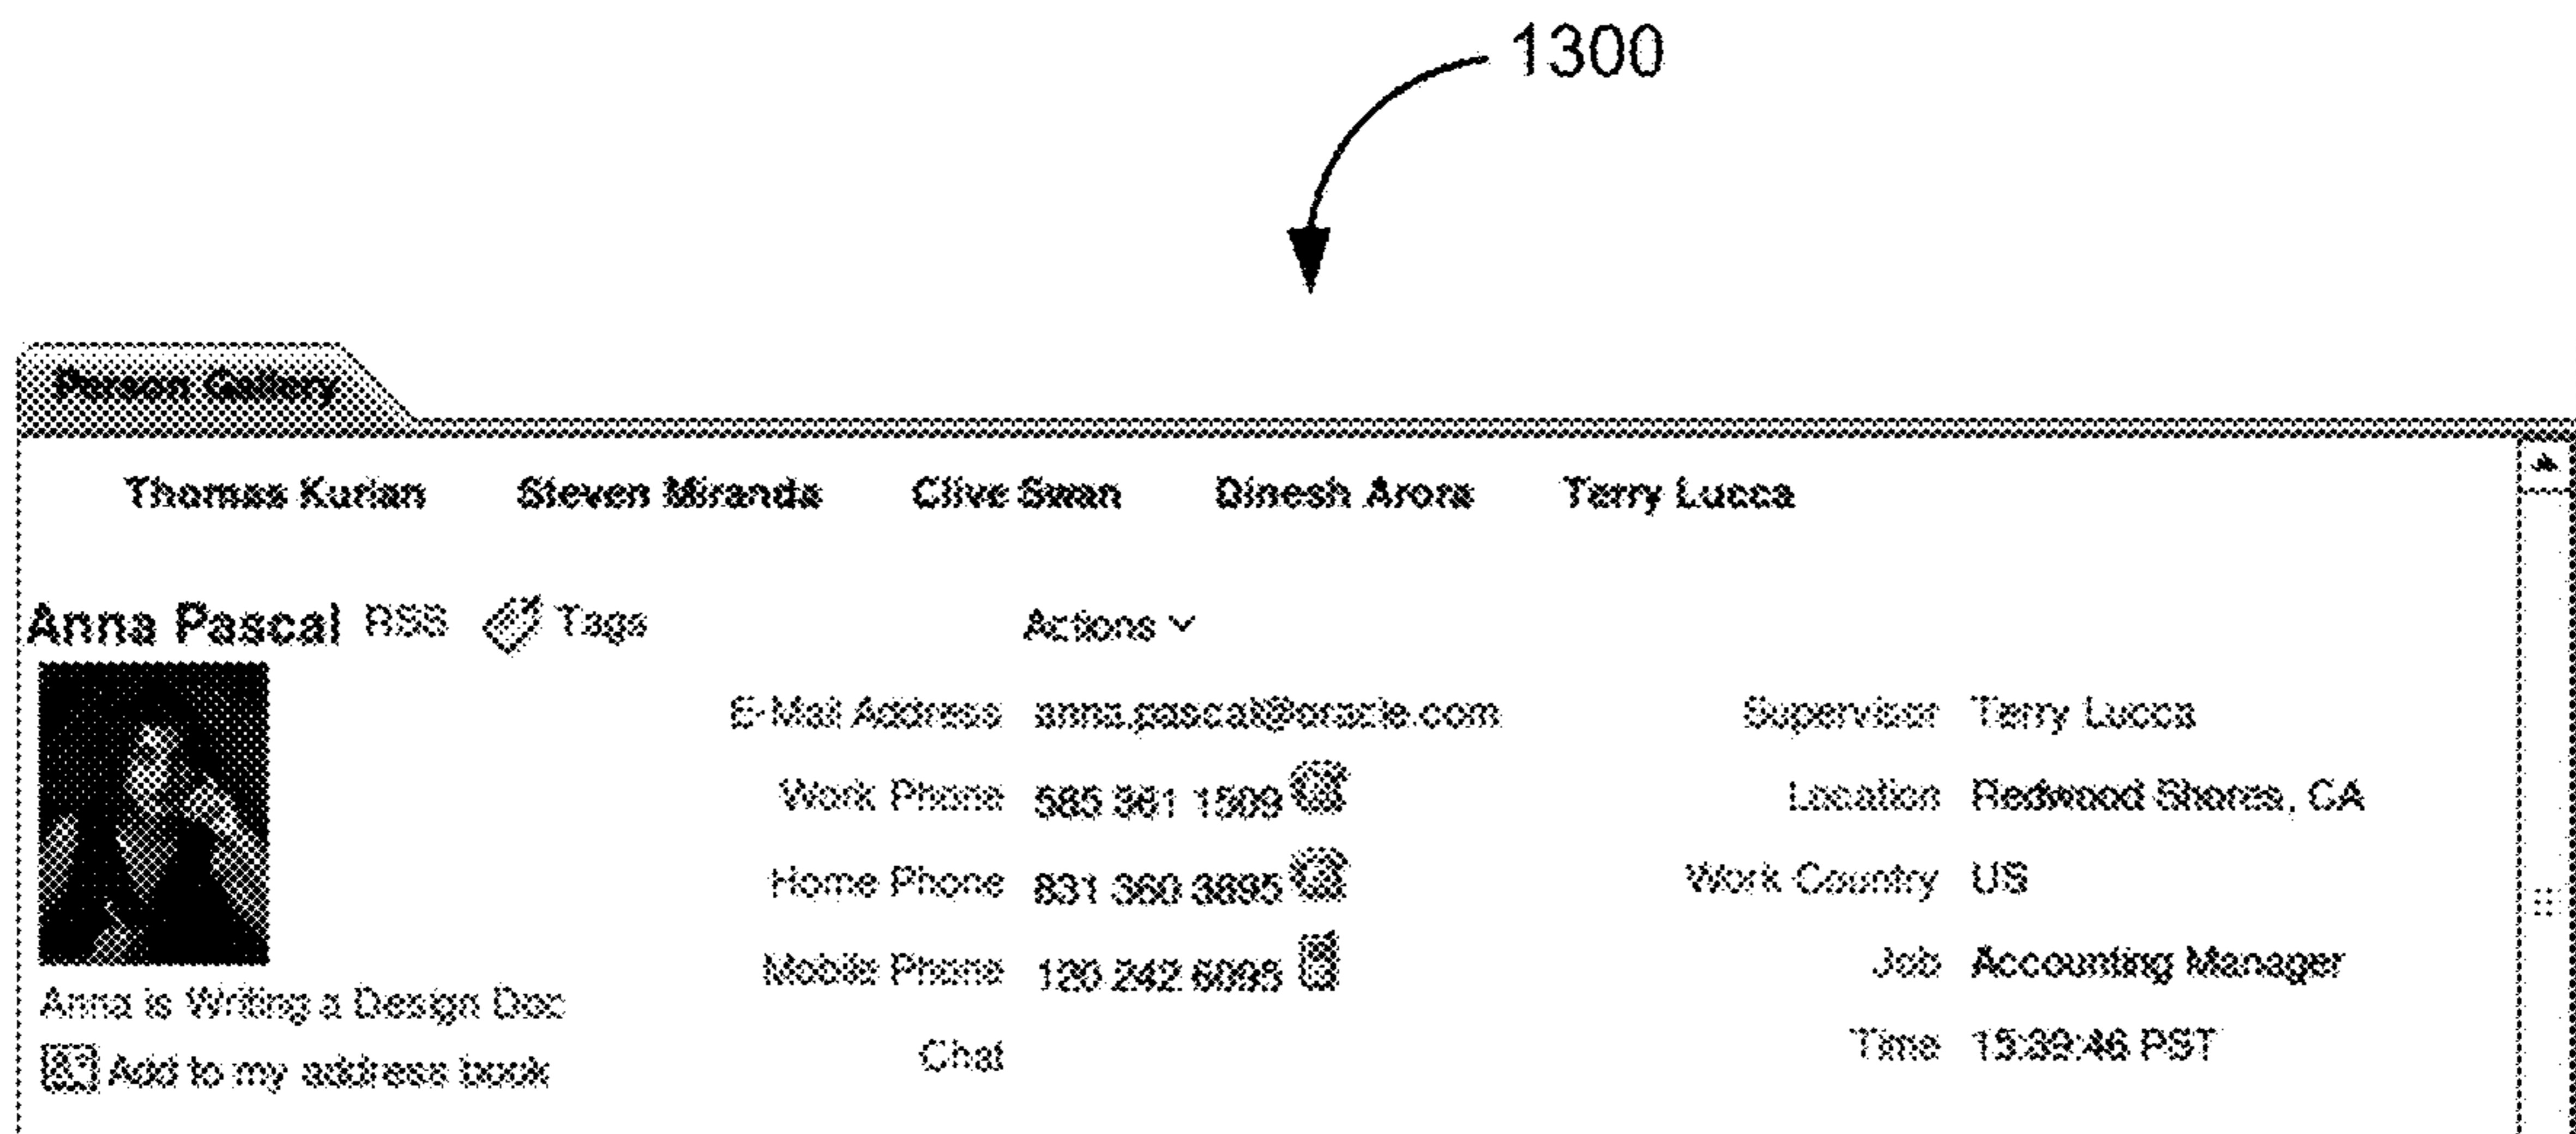 1300
Person Gallery
Thomas Kurian Steven Miranda Clive Swan Dinesh Arora Terry Lucca
Anna Pascal RSS Tags Actions
E-Mail Address anna.pascal@oracle.com Supervisor Terry Lucca
Work Phone 585 361 1509 Location Redwood Shores, CA
Home Phone 831 360 3895 Work Country US
Mobile Phone 120 242 Job Accounting Manager
Anna is Writing a Design Doc
Chat Time 15:39:46 PST
Add to my address book